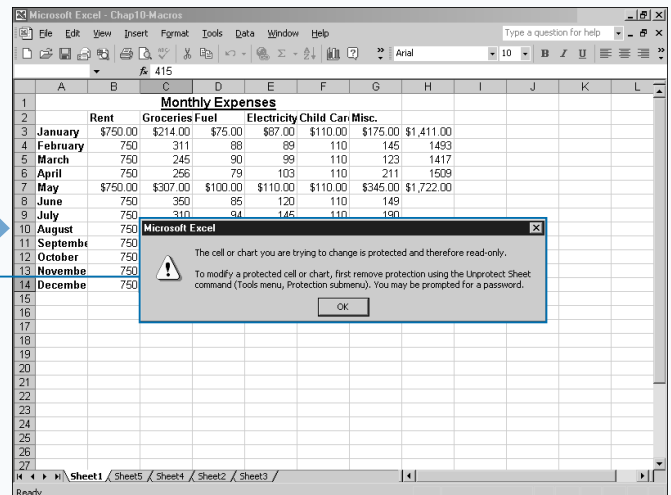 Microsoft Excel - Chap10-Macros
File Edit View Insert Format Tools Data Window Help Type a question for help
Arial 10 B I U
fx 415
A B C D E F G H I J K L
1 Monthly Expenses
2 Rent Groceries Fuel Electricity Child Car Misc.
3 January $750.00 $214.00 $75.00 $87.00 $110.00 $175.00 $1,411.00
4 February 750 311 88 89 110 145 1493
5 March 750 245 90 99 110 123 1417
6 April 750 256 79 103 110 211 1509
7 May $750.00 $307.00 $100.00 $110.00 $110.00 $345.00 $1,722.00
8 June 750 350 85 120 110 149
9 July 750 310 94 145 110 190
10 August 750
11 Septembe 750
12 October 750
13 Novembe 750
14 Decembe 750
Microsoft Excel
The cell or chart you are trying to change is protected and therefore read-only.
To modify a protected cell or chart, first remove protection using the Unprotect Sheet
command (Tools menu, Protection submenu). You may be prompted for a password.
OK
15
16
17
18
19
20
21
22
23
24
25
26
27
Sheet1 Sheet5 Sheet4 Sheet2 Sheet3
Ready